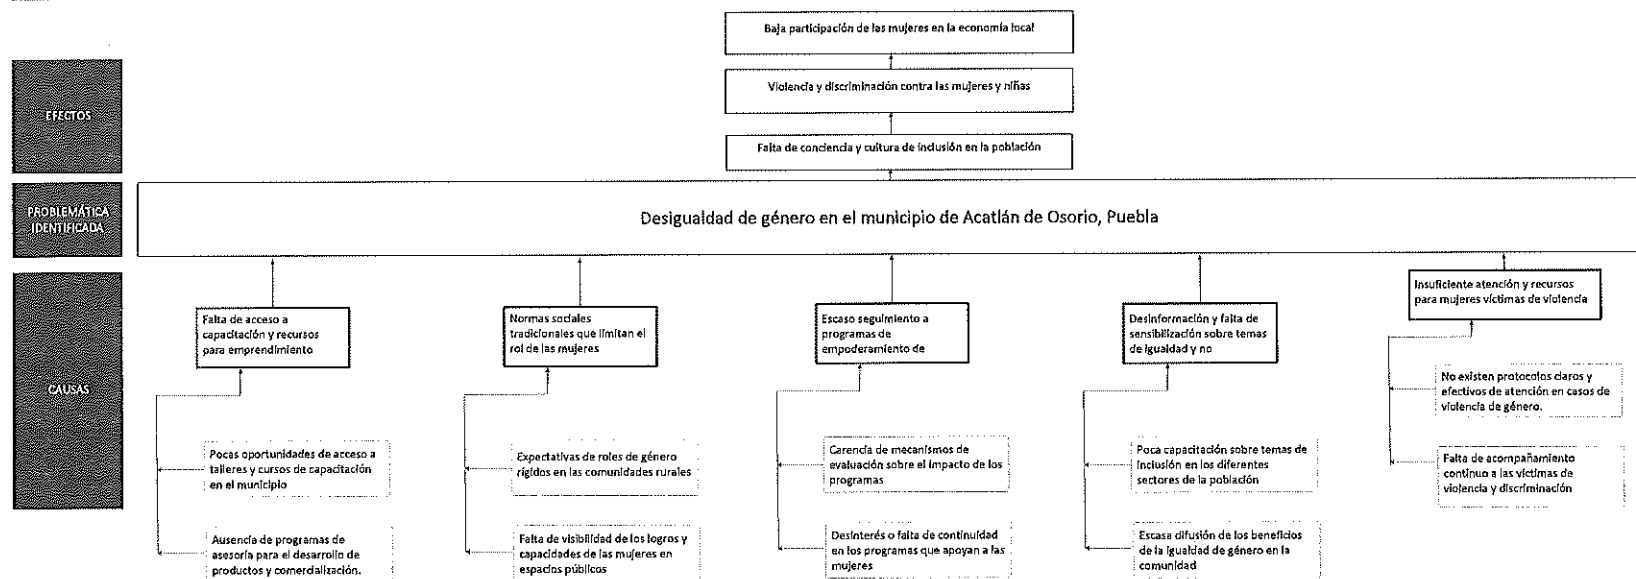 Baja participación de las mujeres en la economía local
EFECTOS
Violencia y discriminación contra las mujeres y niñas
Falta de conciencia y cultura de inclusión en la población
PROBLEMÁTICA
IDENTIFICADA
Desigualdad de género en el municipio de Acatlán de Osorio, Puebla
CAUSAS
Falta de acceso a
capacitación y recursos
para emprendimiento
Pocas oportunidades de acceso a
talleres y cursos de capacitación
en el municipio
Ausencia de programas de
asesoría para el desarrollo de
productos y comercialización.
Normas sociales
tradicionales que limitan el
rol de las mujeres
Expectativas de roles de género
rígidos en las comunidades rurales
Falta de visibilidad de los logros y
capacidades de las mujeres en
espacios públicos
Escaso seguimiento a
programas de
empoderamiento de
Carencia de mecanismos de
evaluación sobre el impacto de los
programas
Desinterés o falta de continuidad
en los programas que apoyan a las
mujeres
Desinformación y falta de
sensibilización sobre temas
de igualdad y no
Poca capacitación sobre temas de
inclusión en los diferentes
sectores de la población
Escasa difusión de los beneficios
de la igualdad de género en la
comunidad
Insuficiente atención y recursos
para mujeres víctimas de violencia
No existen protocolos claros y
efectivos de atención en casos de
violencia de género.
Falta de acompañamiento
continuo a las víctimas de
violencia y discriminación